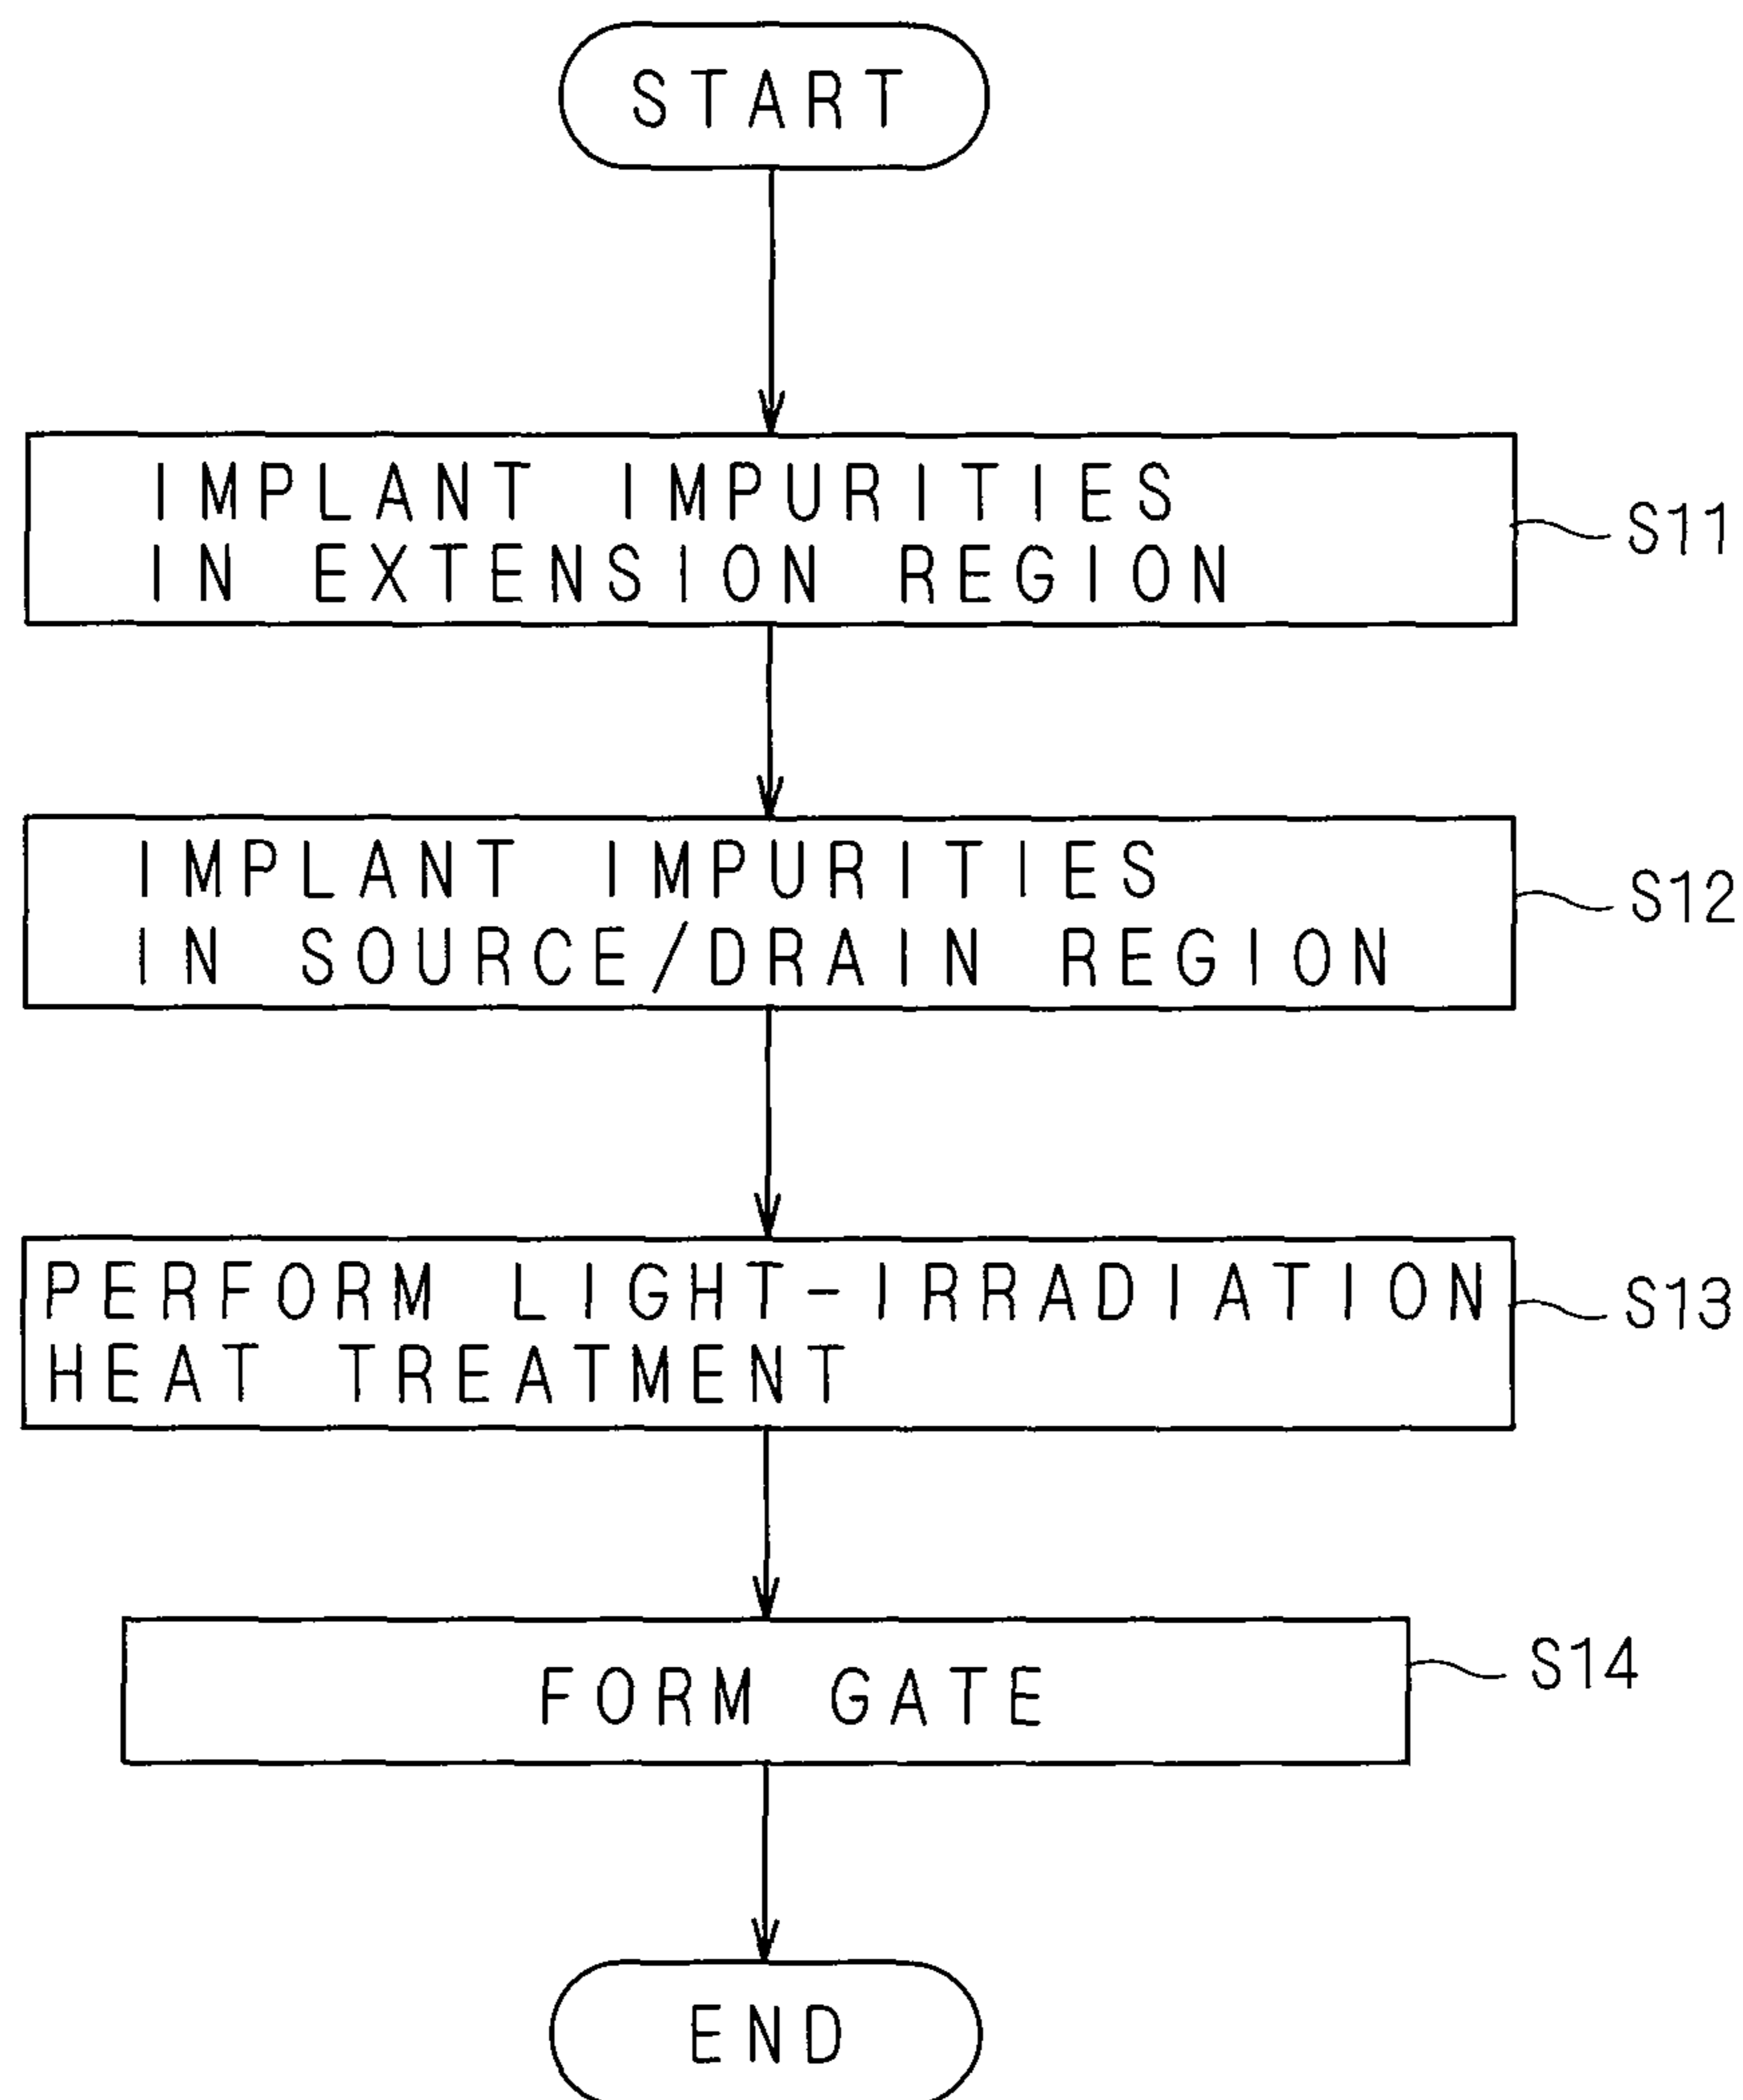 START
IMPLANT IMPURITIES
IN EXTENSION REGION
S11
IMPLANT IMPURITIES
IN SOURCE/DRAIN REGION
S12
PERFORM LIGHT-IRRADIATION
HEAT TREATMENT
S13
FORM GATE
S14
END